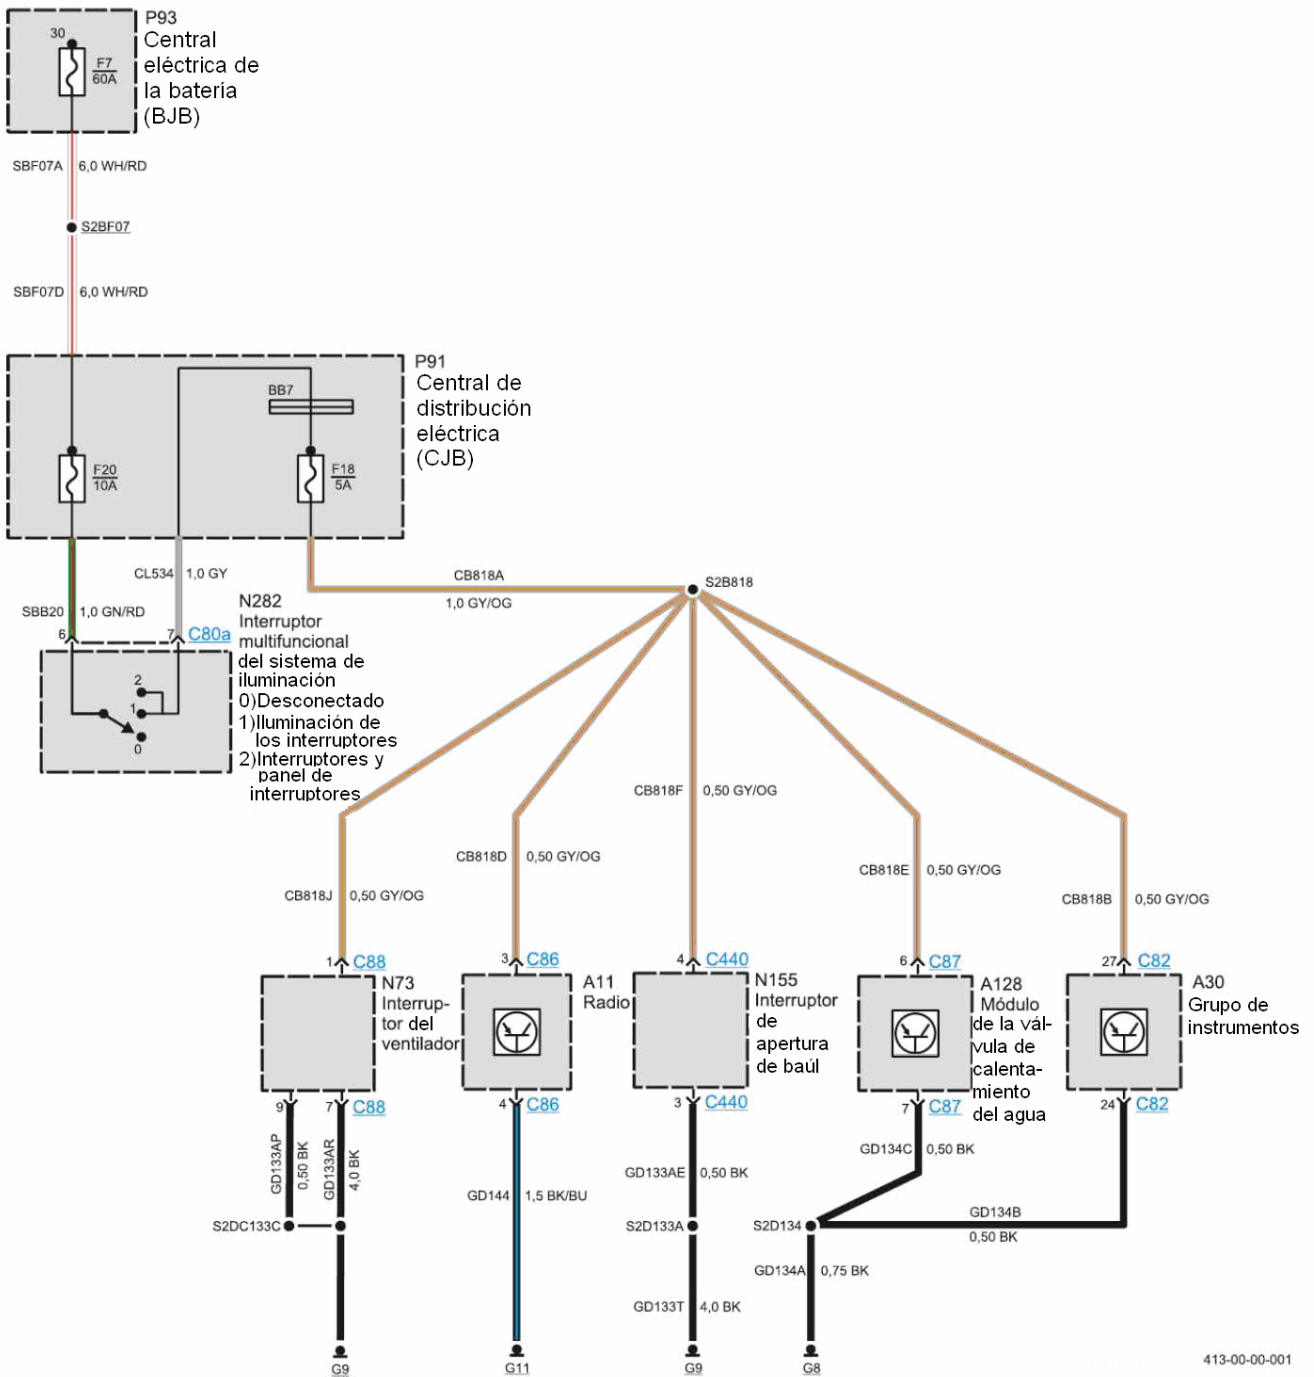 P93
Central
eléctrica de
la batería
(BJB)
30
F7
60A
SBF07A
6,0 WH/RD
S2BF07
SBF07D
6,0 WH/RD
P91
Central de
distribución
eléctrica
(CJB)
BB7
F20
10A
F18
5A
CL534
1,0 GY
SBB20
1,0 GN/RD
CB818A
1,0 GY/OG
S2B818
6
7
C80a
N282
Interruptor
multifuncional
del sistema de
iluminación
0)Desconectado
1)Iluminación de
los interruptores
2)Interruptores y
panel de
interruptores
2
1
0
CB818J
0,50 GY/OG
CB818D
0,50 GY/OG
CB818F
0,50 GY/OG
CB818E
0,50 GY/OG
CB818B
0,50 GY/OG
1
C88
3
C86
4
C440
6
C87
27
C82
N73
Interrup-
tor del
ventilador
A11
Radio
N155
Interruptor
de
apertura
de baúl
A128
Módulo
de la vál-
vula de
calenta-
miento
del agua
A30
Grupo de
instrumentos
9
7
C88
4
C86
3
C440
7
C87
24
C82
GD133AP
0,50 BK
GD133AR
4,0 BK
GD144
1,5 BK/BU
GD133AE
0,50 BK
GD134C
0,50 BK
GD134B
0,50 BK
S2DC133C
S2D133A
S2D134
GD133T
4,0 BK
GD134A
0,75 BK
G9
G11
G9
G8
413-00-00-001